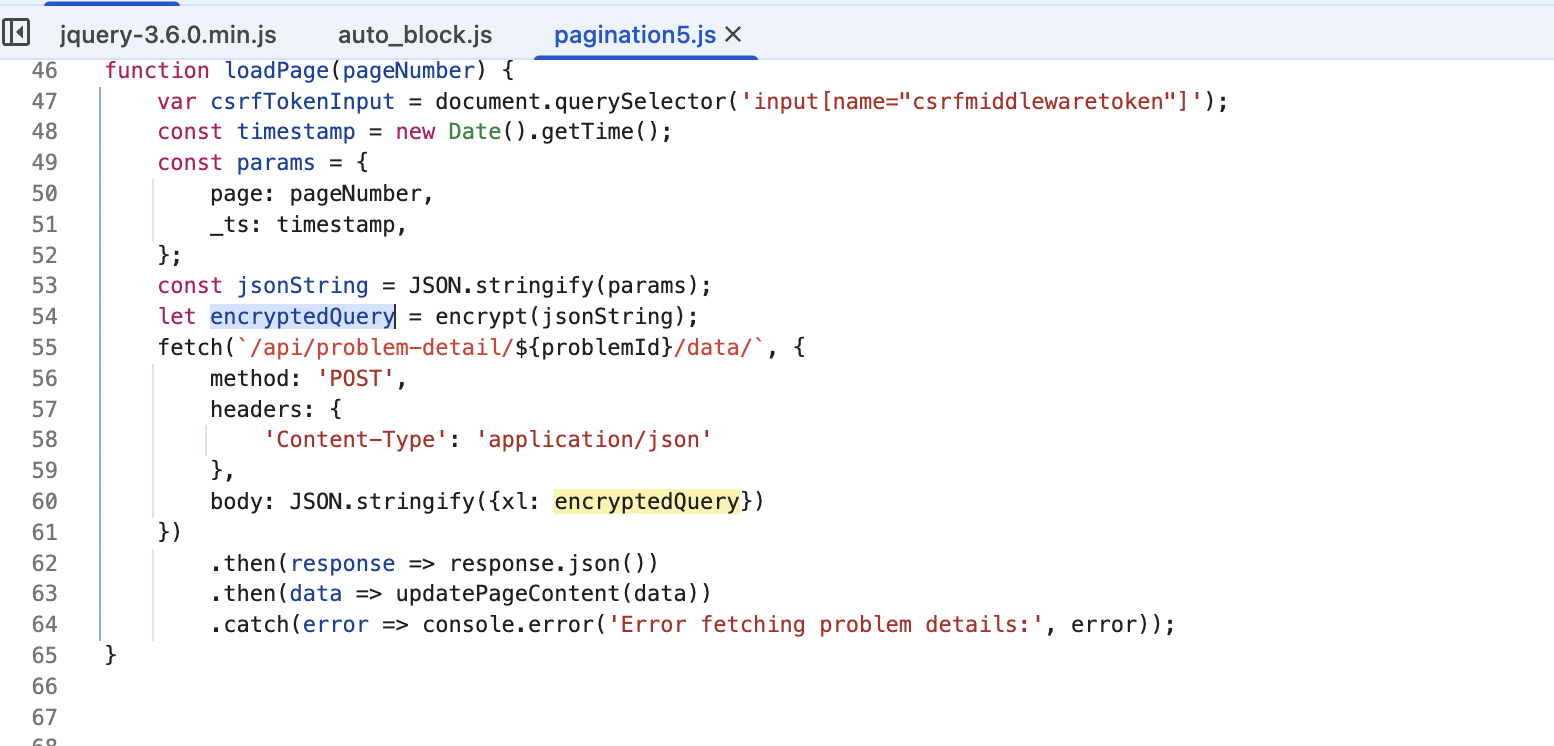 jquery-3.6.0.min.js auto_block.js pagination5.js ×
46 function loadPage(pageNumber) {
47     var csrfTokenInput = document.querySelector('input[name="csrfmiddlewaretoken"]');
48     const timestamp = new Date().getTime();
49     const params = {
50         page: pageNumber,
51         _ts: timestamp,
52     };
53     const jsonString = JSON.stringify(params);
54     let encryptedQuery = encrypt(jsonString);
55     fetch(`/api/problem-detail/${problemId}/data/`, {
56         method: 'POST',
57         headers: {
58             'Content-Type': 'application/json'
59         },
60         body: JSON.stringify({xl: encryptedQuery})
61     })
62         .then(response => response.json())
63         .then(data => updatePageContent(data))
64         .catch(error => console.error('Error fetching problem details:', error));
65 }
66
67
68